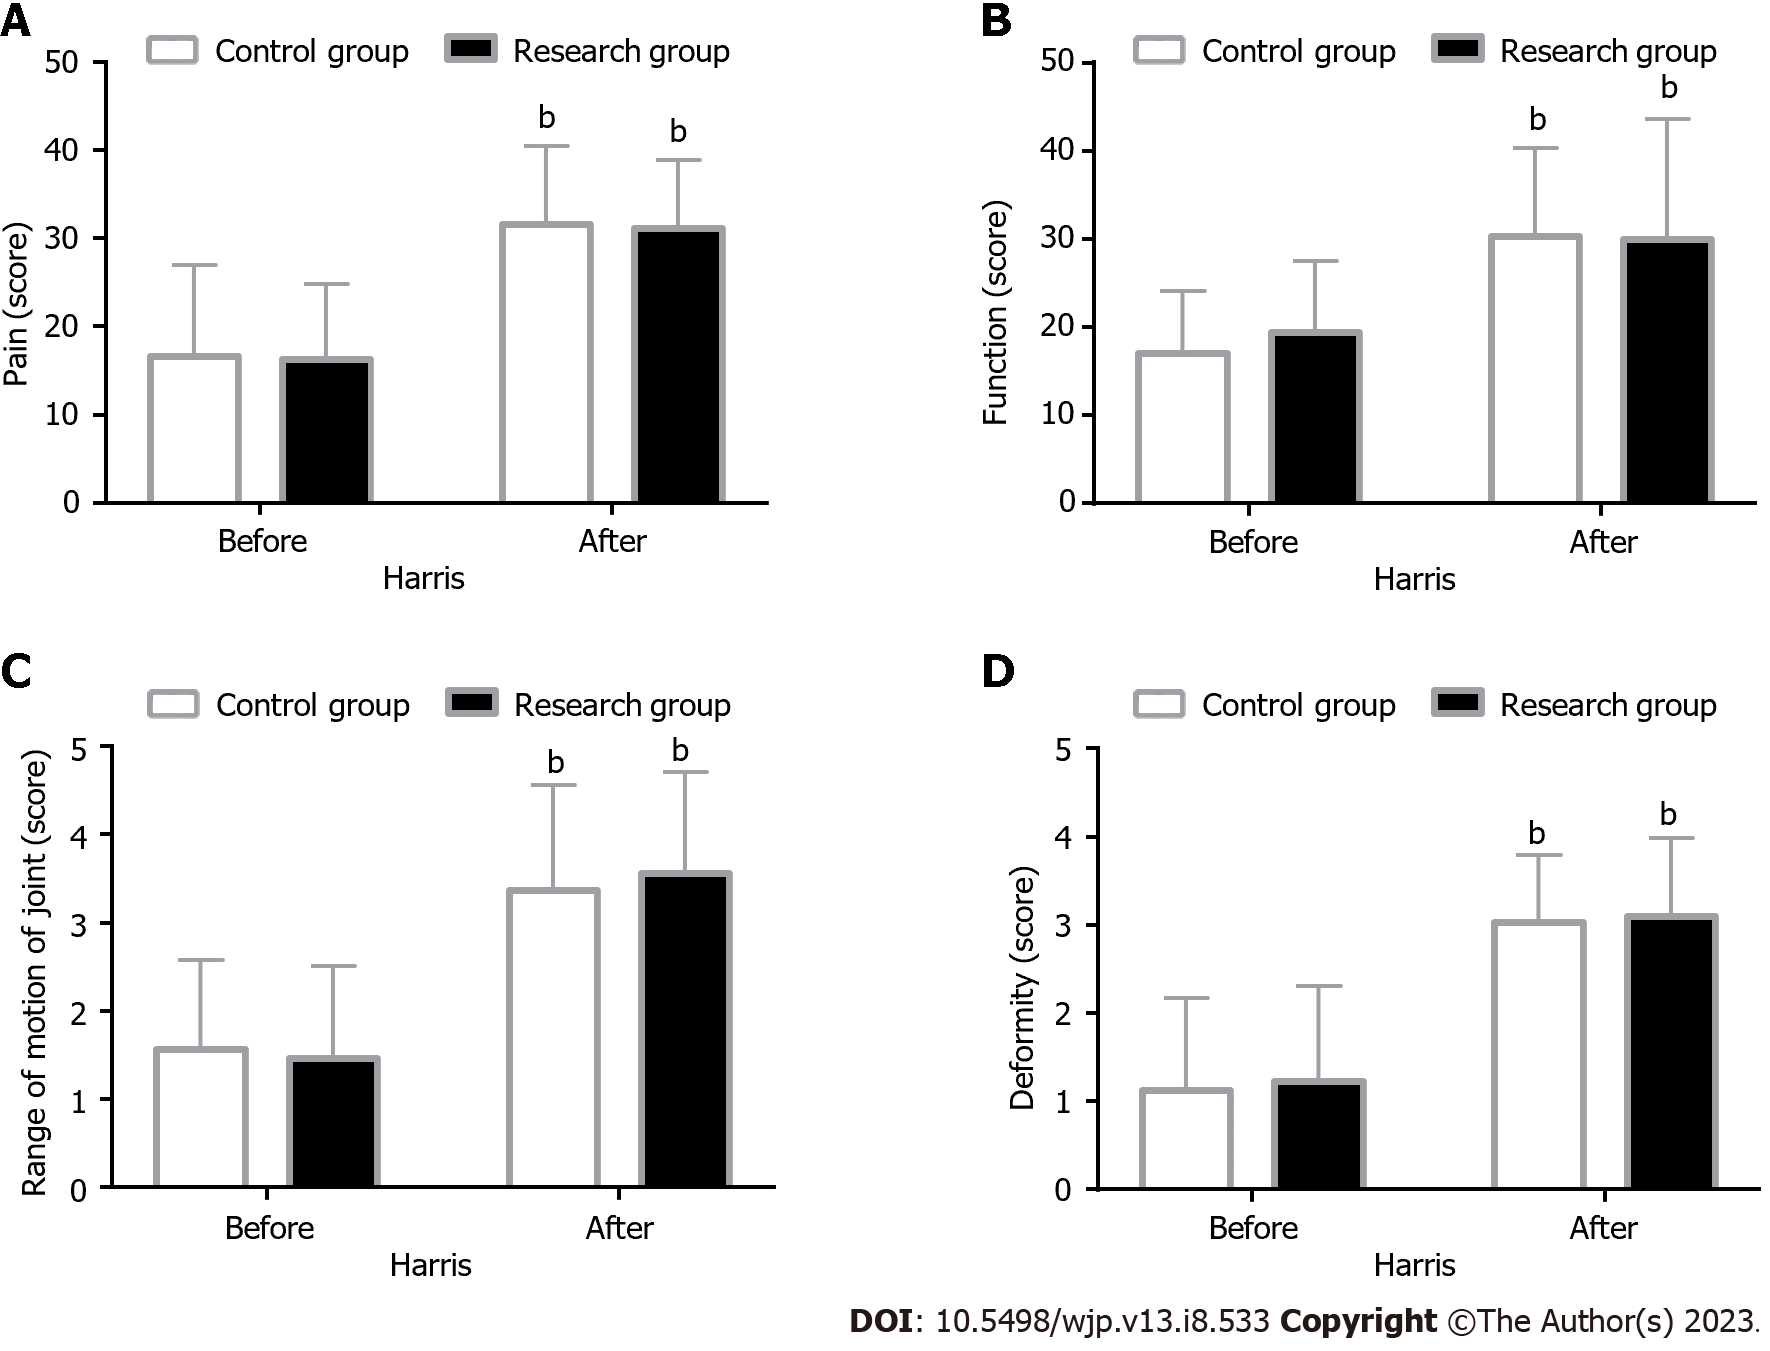 A
Control group Research group
50
40
30
20
10
0
Pain (score)
b
b
Before After
Harris
B
Control group Research group
50
40
30
20
10
0
Function (score)
b
b
Before After
Harris
C
Control group Research group
5
4
3
2
1
0
Range of motion of joint (score)
b
b
Before After
Harris
D
Control group Research group
5
4
3
2
1
0
Deformity (score)
b
b
Before After
Harris
DOI: 10.5498/wjp.v13.i8.533 Copyright ©The Author(s) 2023.